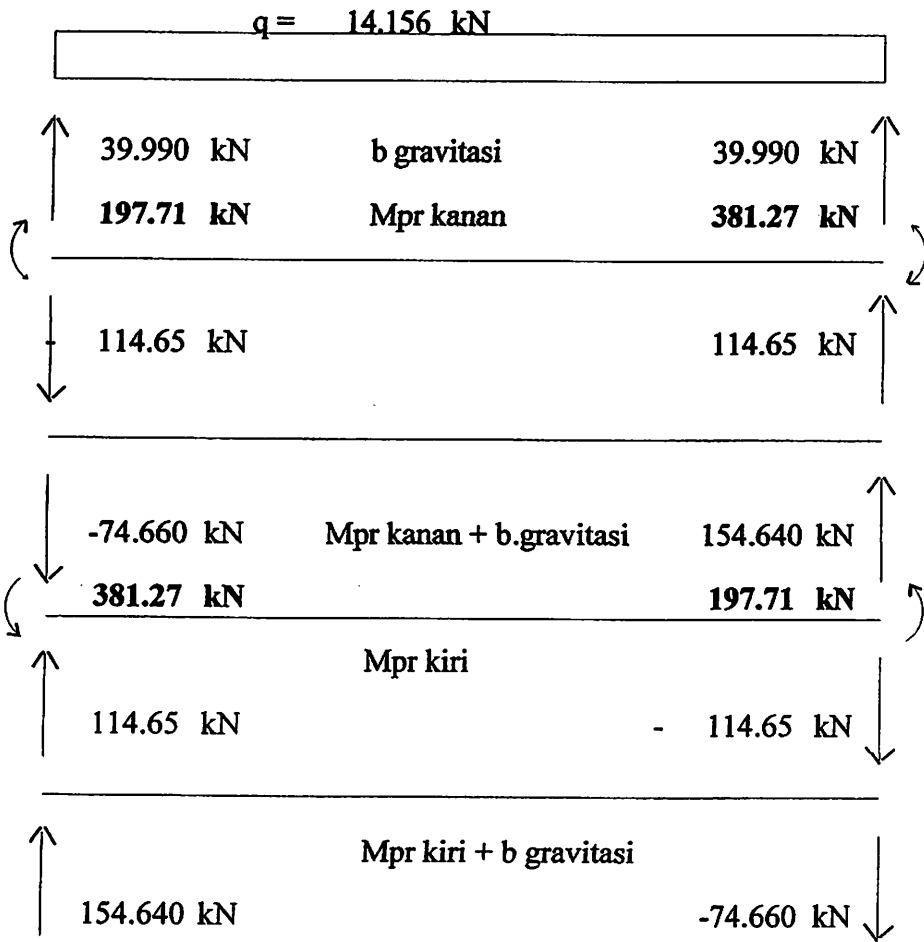 q = 14.156 kN
39.990 kN b gravitasi 39.990 kN
197.71 kN Mpr kanan 381.27 kN
114.65 kN 114.65 kN
-74.660 kN Mpr kanan + b.gravitasi 154.640 kN
381.27 kN 197.71 kN
Mpr kiri
114.65 kN - 114.65 kN
Mpr kiri + b gravitasi
154.640 kN -74.660 kN